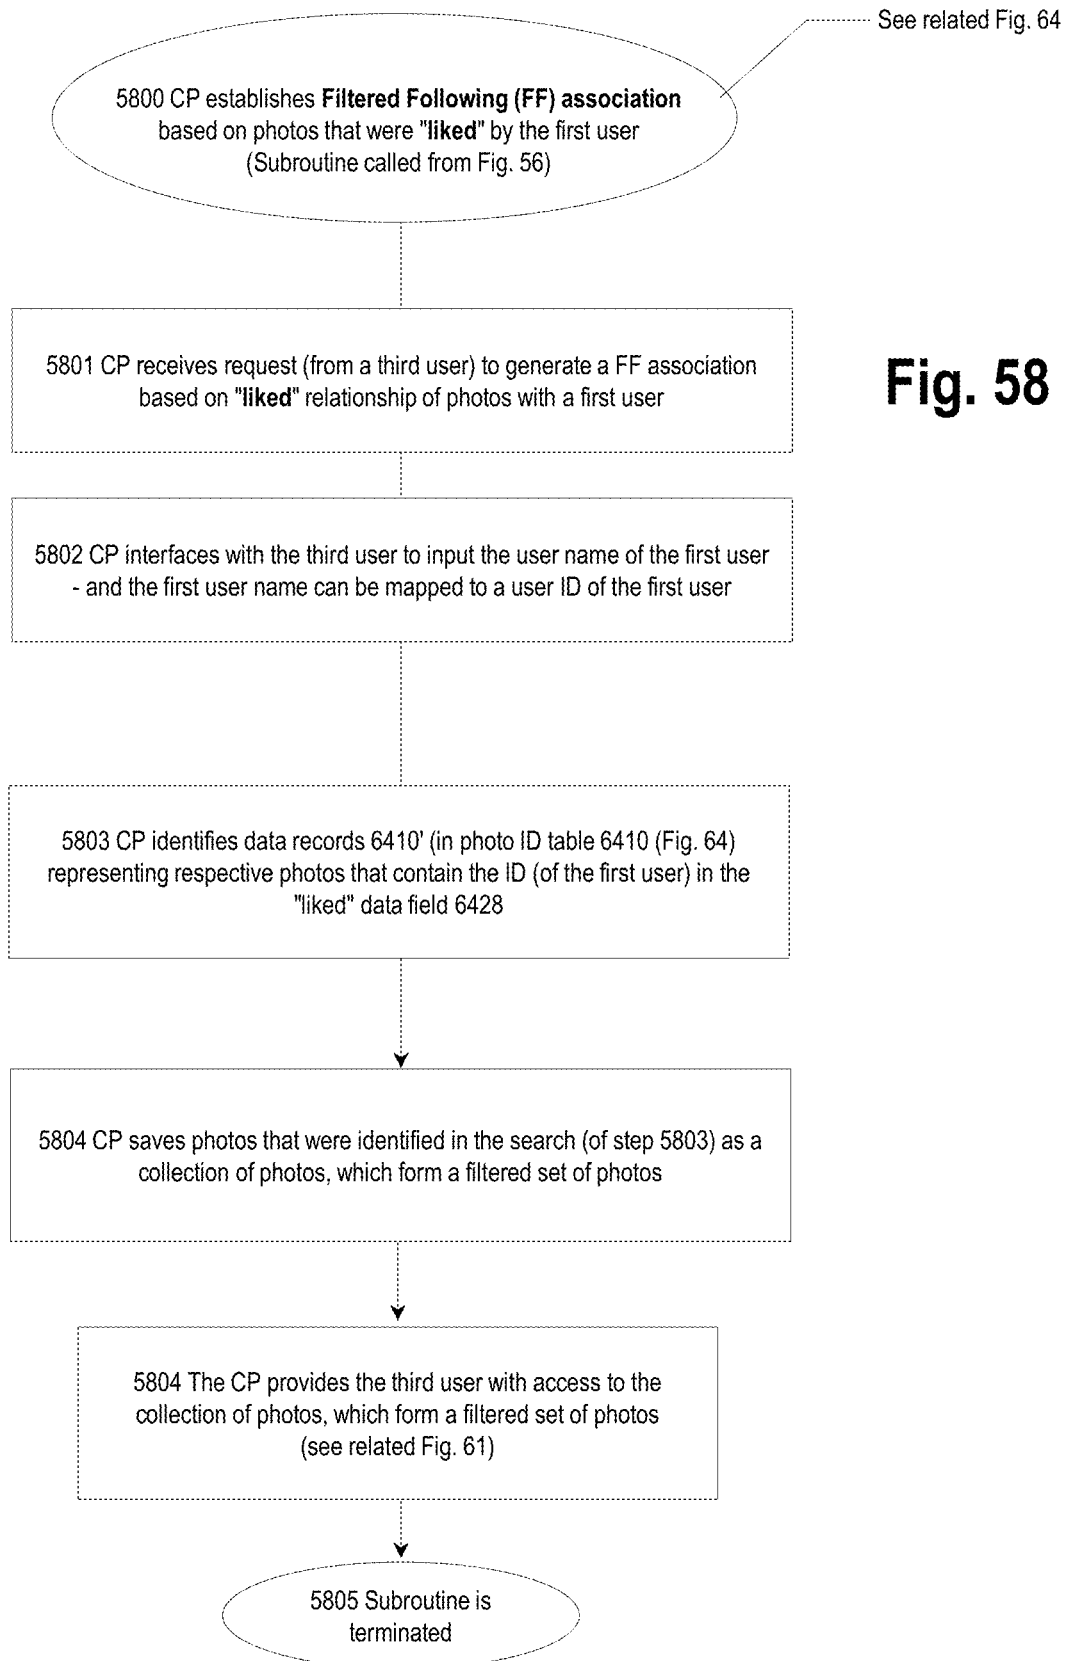 See related Fig. 64
5800 CP establishes Filtered Following (FF) association
based on photos that were "liked" by the first user
(Subroutine called from Fig. 56)
5801 CP receives request (from a third user) to generate a FF association
based on "liked" relationship of photos with a first user
Fig. 58
5802 CP interfaces with the third user to input the user name of the first user
- and the first user name can be mapped to a user ID of the first user
5803 CP identifies data records 6410' (in photo ID table 6410 (Fig. 64)
representing respective photos that contain the ID (of the first user) in the
"liked" data field 6428
5804 CP saves photos that were identified in the search (of step 5803) as a
collection of photos, which form a filtered set of photos
5804 The CP provides the third user with access to the
collection of photos, which form a filtered set of photos
(see related Fig. 61)
5805 Subroutine is
terminated